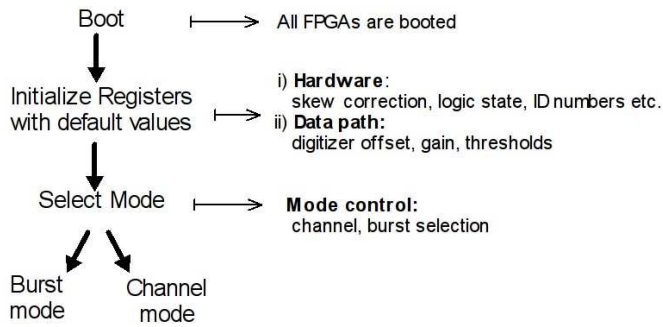 Boot
All FPGAs are booted
Initialize Registers
with default values
i) Hardware:
skew correction, logic state, ID numbers etc.
ii) Data path:
digitizer offset, gain, thresholds
Select Mode
Mode control:
channel, burst selection
Burst
mode
Channel
mode